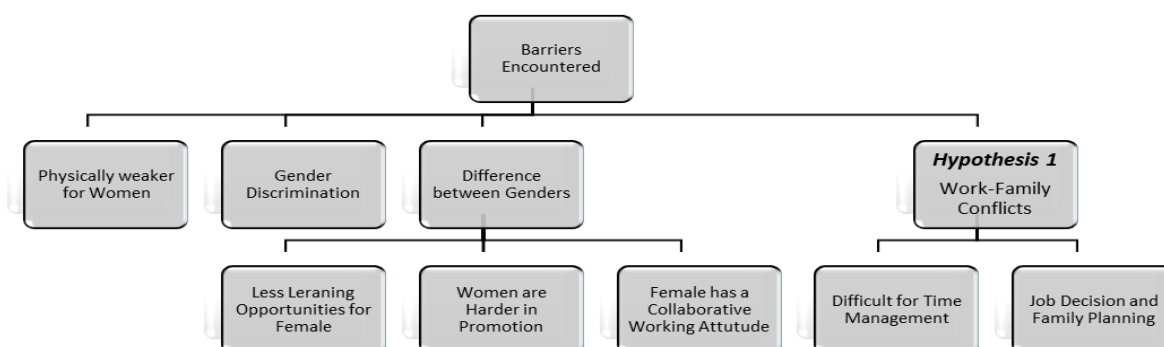 Barriers
Encountered
Physically weaker
for Women
Gender
Discrimination
Difference
between Genders
Hypothesis 1
Work-Family
Conflicts
Less Leraning
Opportunities for
Female
Women are
Harder in
Promotion
Female has a
Collaborative
Working Attutude
Difficult for Time
Management
Job Decision and
Family Planning